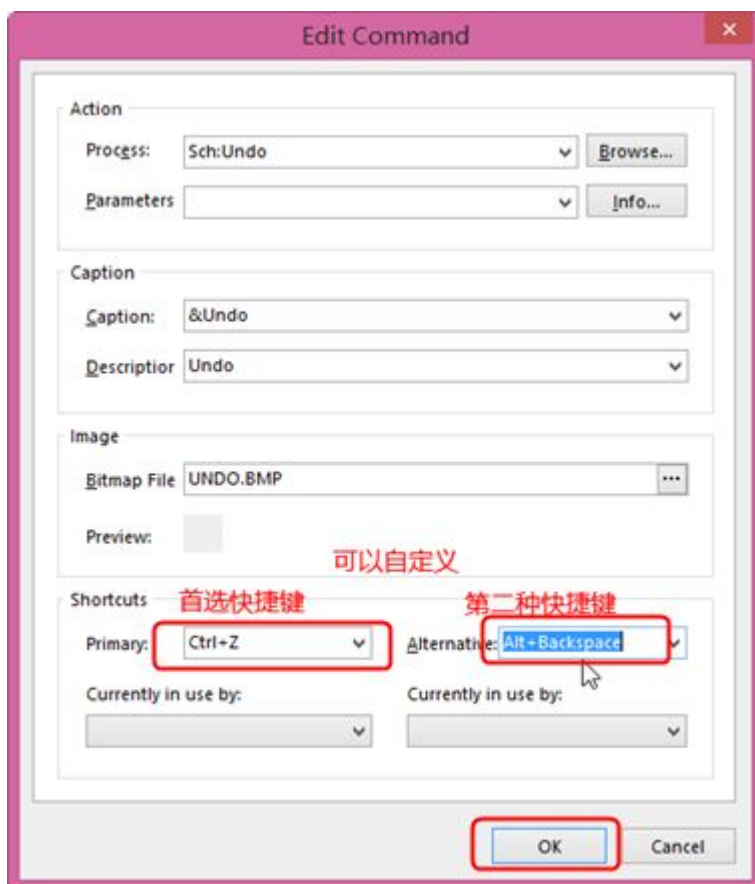 Edit Command
Action
Process: Sch:Undo Browse...
Parameters Info...
Caption
Caption: &Undo
Descriptior Undo
Image
Bitmap File UNDO.BMP ...
Preview:
可以自定义
Shortcuts 首选快捷键 第二种快捷键
Primary: Ctrl+Z Alternative: Alt+Backspace
Currently in use by: Currently in use by:
OK Cancel